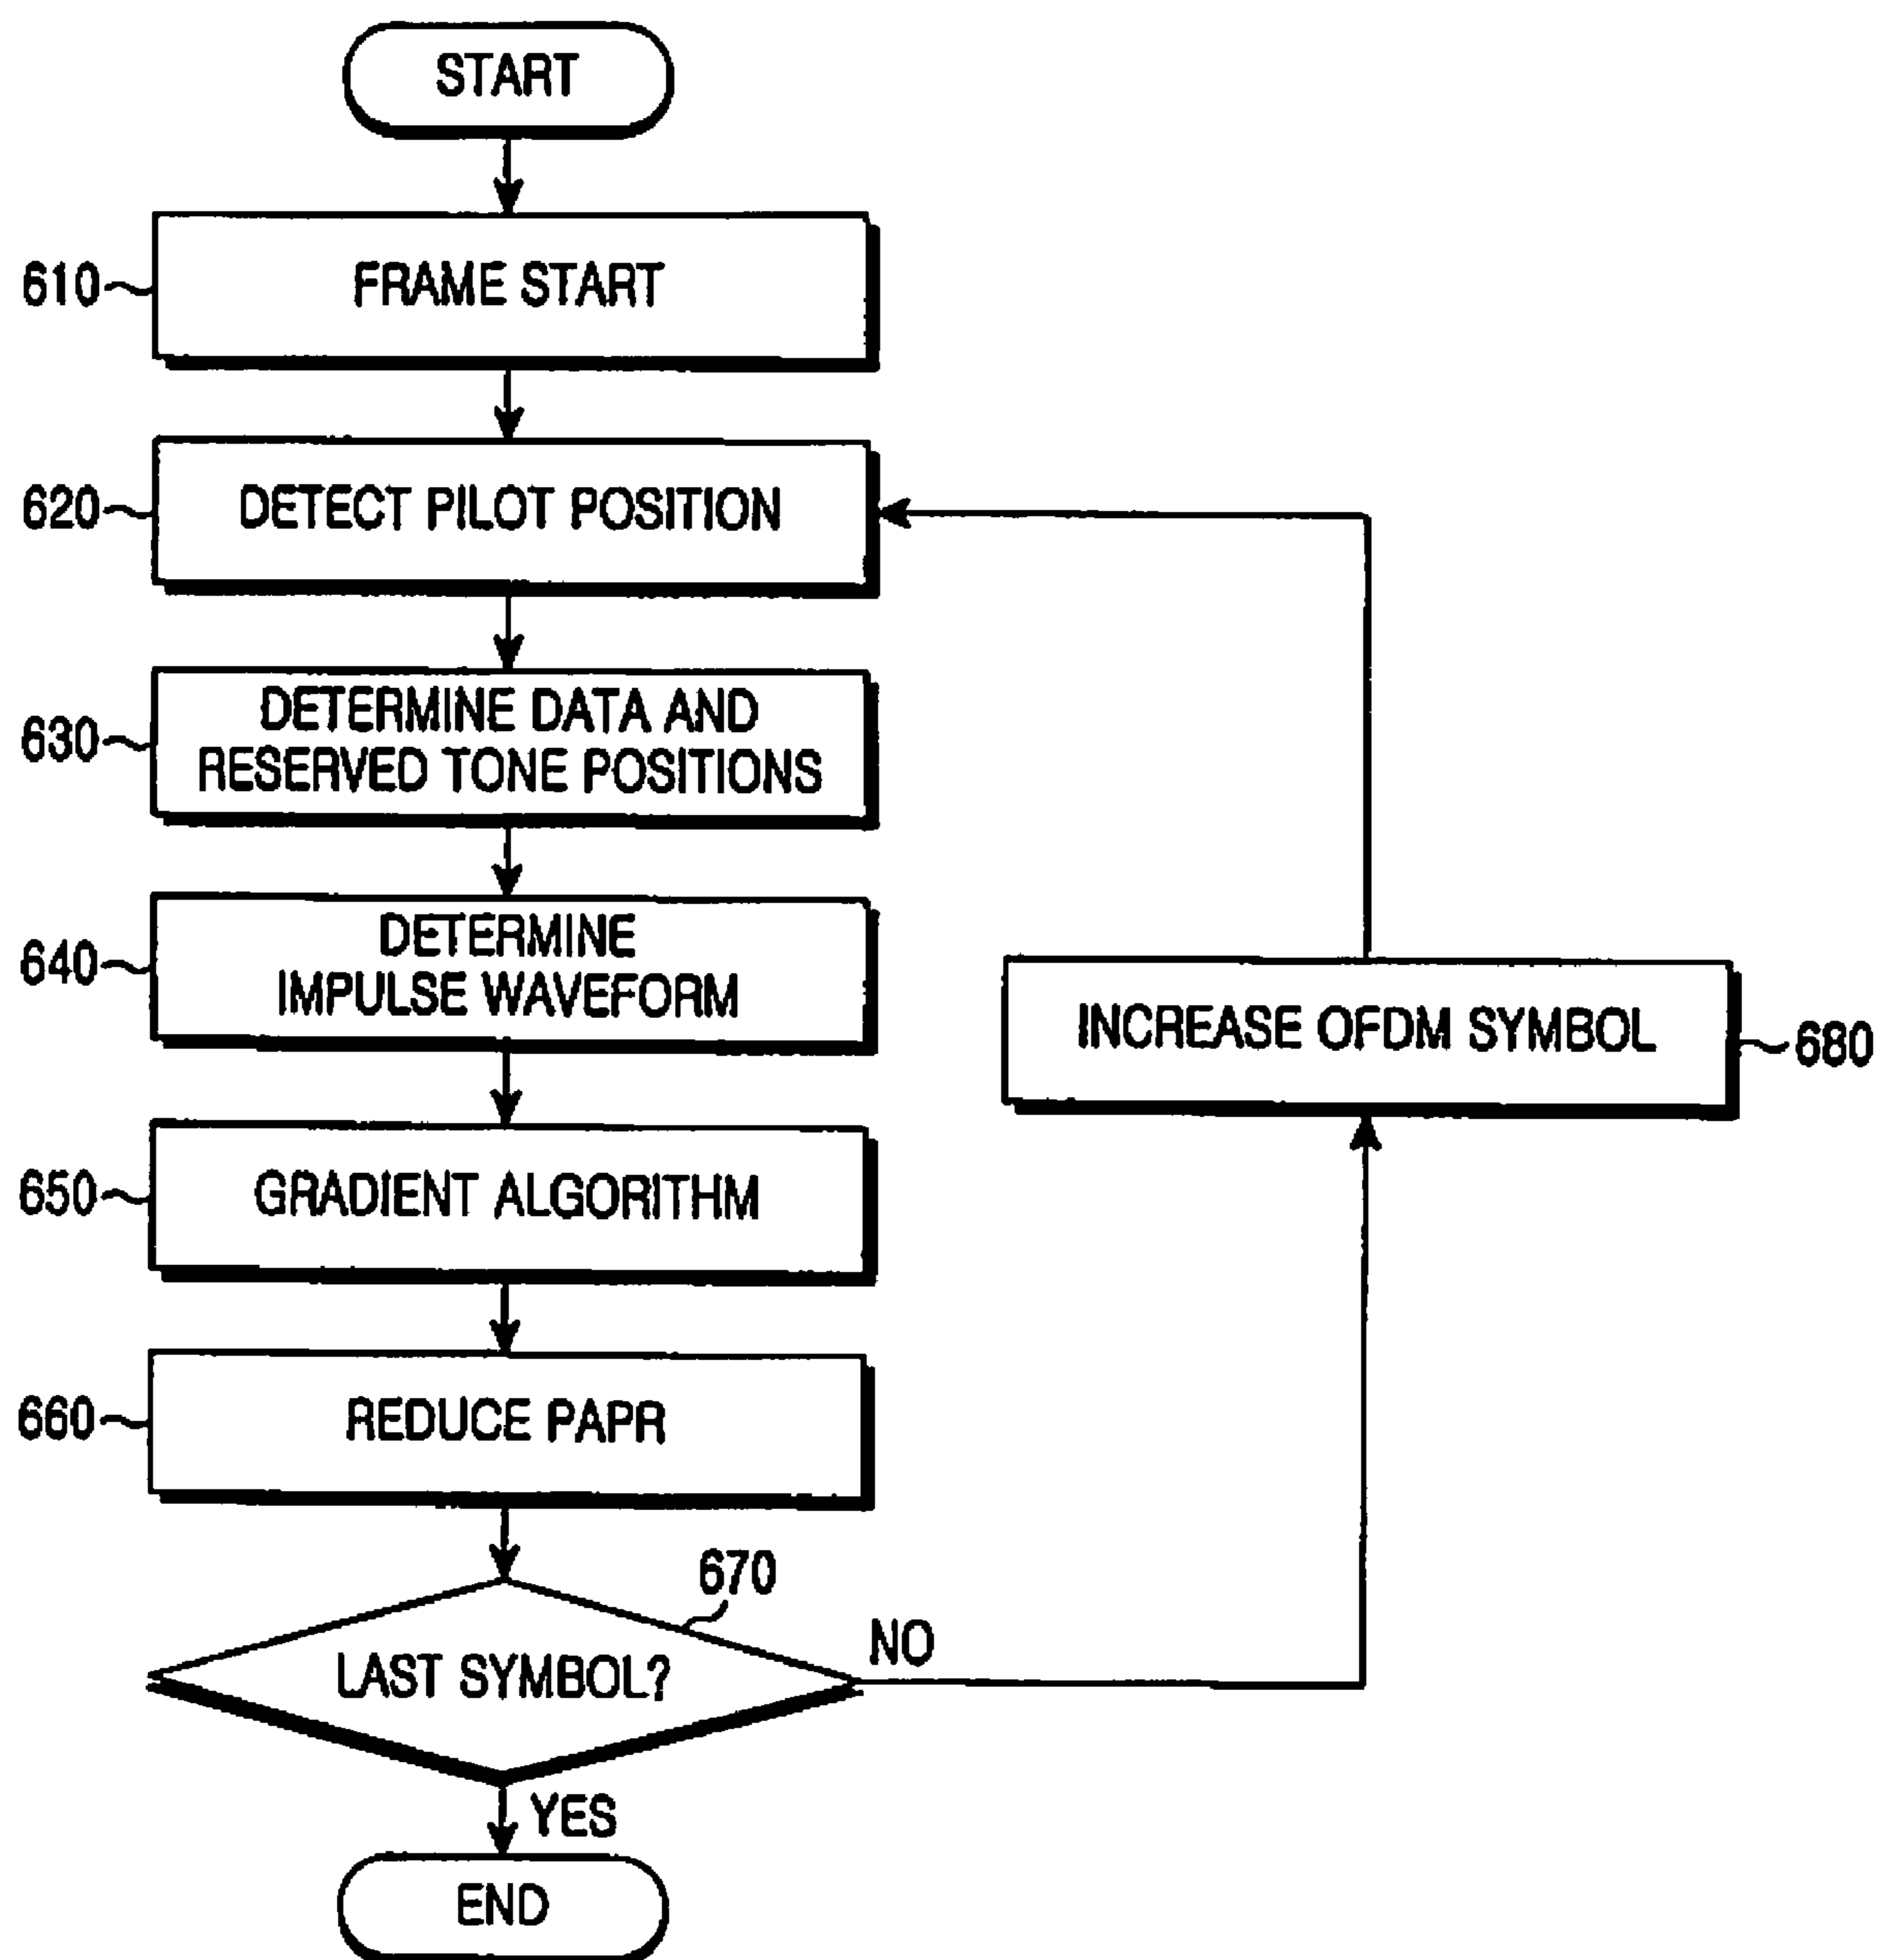 START
610
FRAME START
620
DETECT PILOT POSITION
630
DETERMINE DATA AND
RESERVED TONE POSITIONS
640
DETERMINE
IMPULSE WAVEFORM
INCREASE OFDM SYMBOL
680
650
GRADIENT ALGORITHM
660
REDUCE PAPR
670
LAST SYMBOL?
NO
YES
END